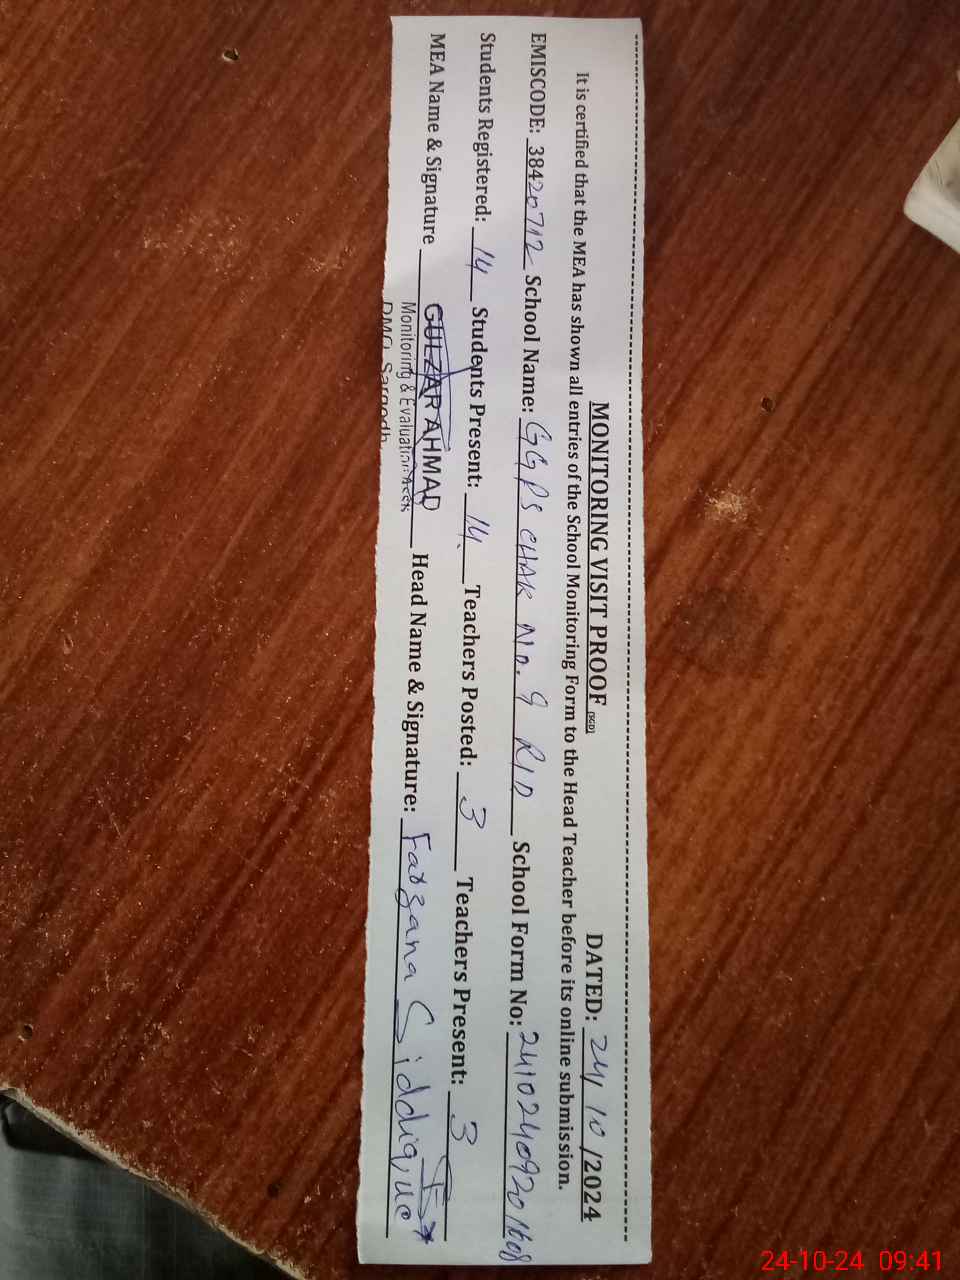 MONITORING VISIT PROOF (SGD) DATED: 24/10/2024
It is certified that the MEA has shown all entries of the School Monitoring Form to the Head Teacher before its online submission.
EMISCODE: 38420712 School Name: GGPS CHAK No. 9 RID School Form No: 24102409201608
Students Registered: 14 Students Present: 14. Teachers Posted: 3 Teachers Present: 3
MEA Name & Signature GULZAR AHMAD Head Name & Signature: Farzana Siddique
Monitoring & Evaluation
24-10-24 09:41